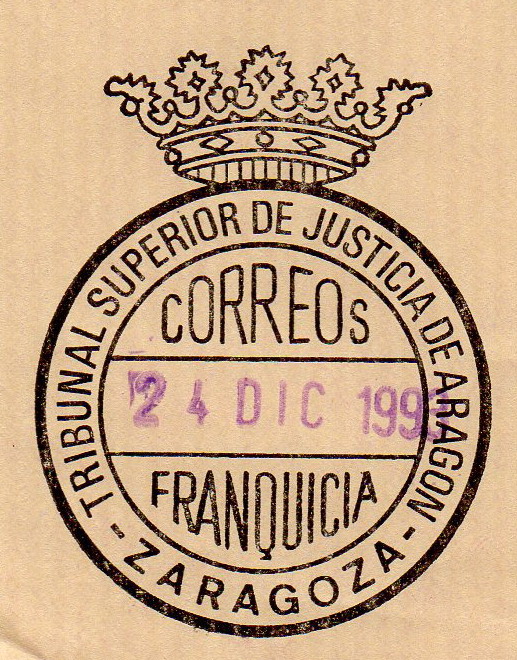 TRIBUNAL SUPERIOR DE JUSTICIA DE ARAGON
CORREOS
24 DIC
FRANQUICIA
- ZARAGOZA -